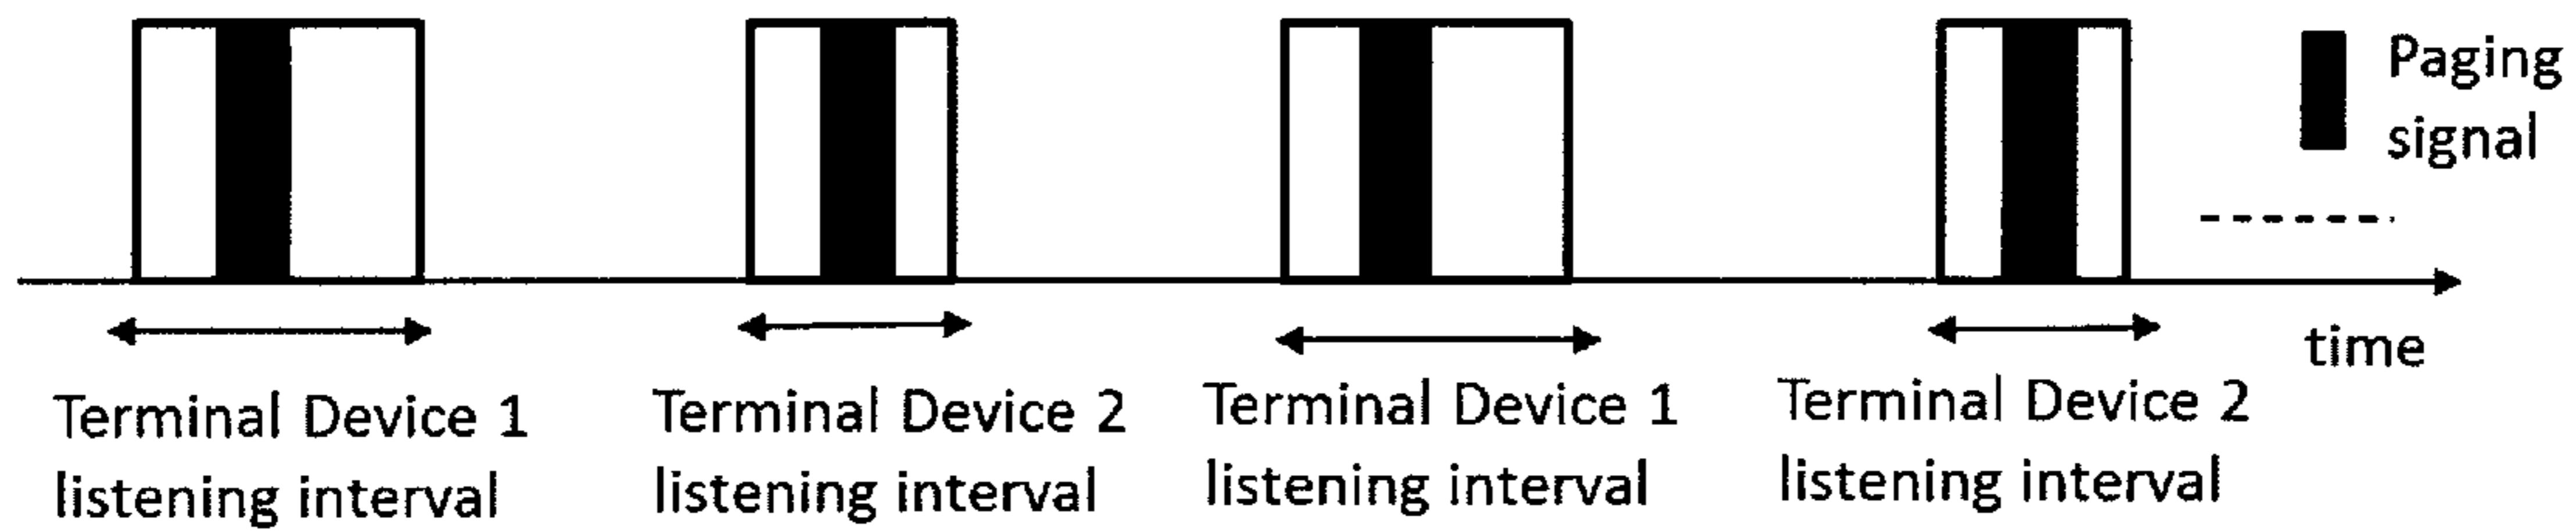 Paging
signal
time
Terminal Device 1
listening interval
Terminal Device 2
listening interval
Terminal Device 1
listening interval
Terminal Device 2
listening interval